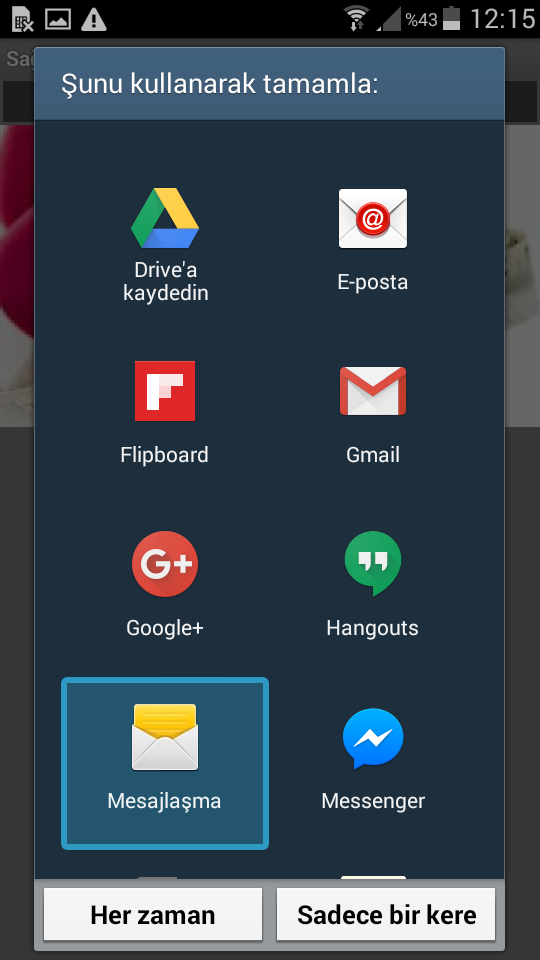 %43 12:15
Sağ
Şunu kullanarak tamamla:
Drive'a
kaydedin
E-posta
Flipboard
Gmail
G+
Google+
Hangouts
Mesajlaşma
Messenger
Her zaman
Sadece bir kere